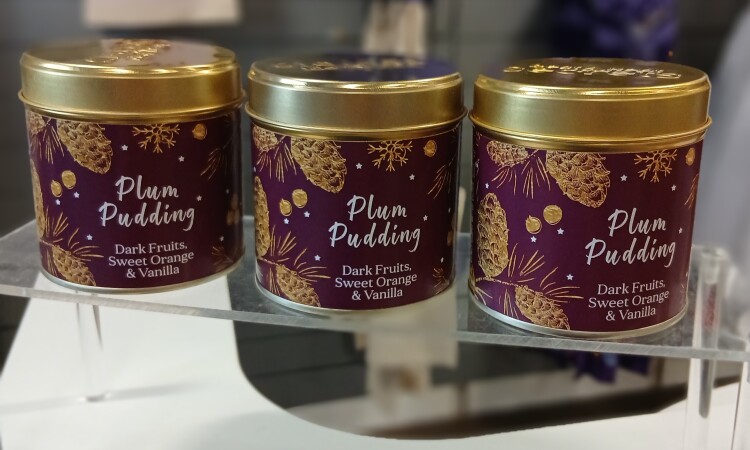 Plum
Pudding
Dark Fruits,
Sweet Orange
& Vanilla
Plum
Pudding
Dark Fruits,
Sweet Orange
& Vanilla
Plum
Pudding
Dark Fruits,
Sweet Orange
& Vanilla